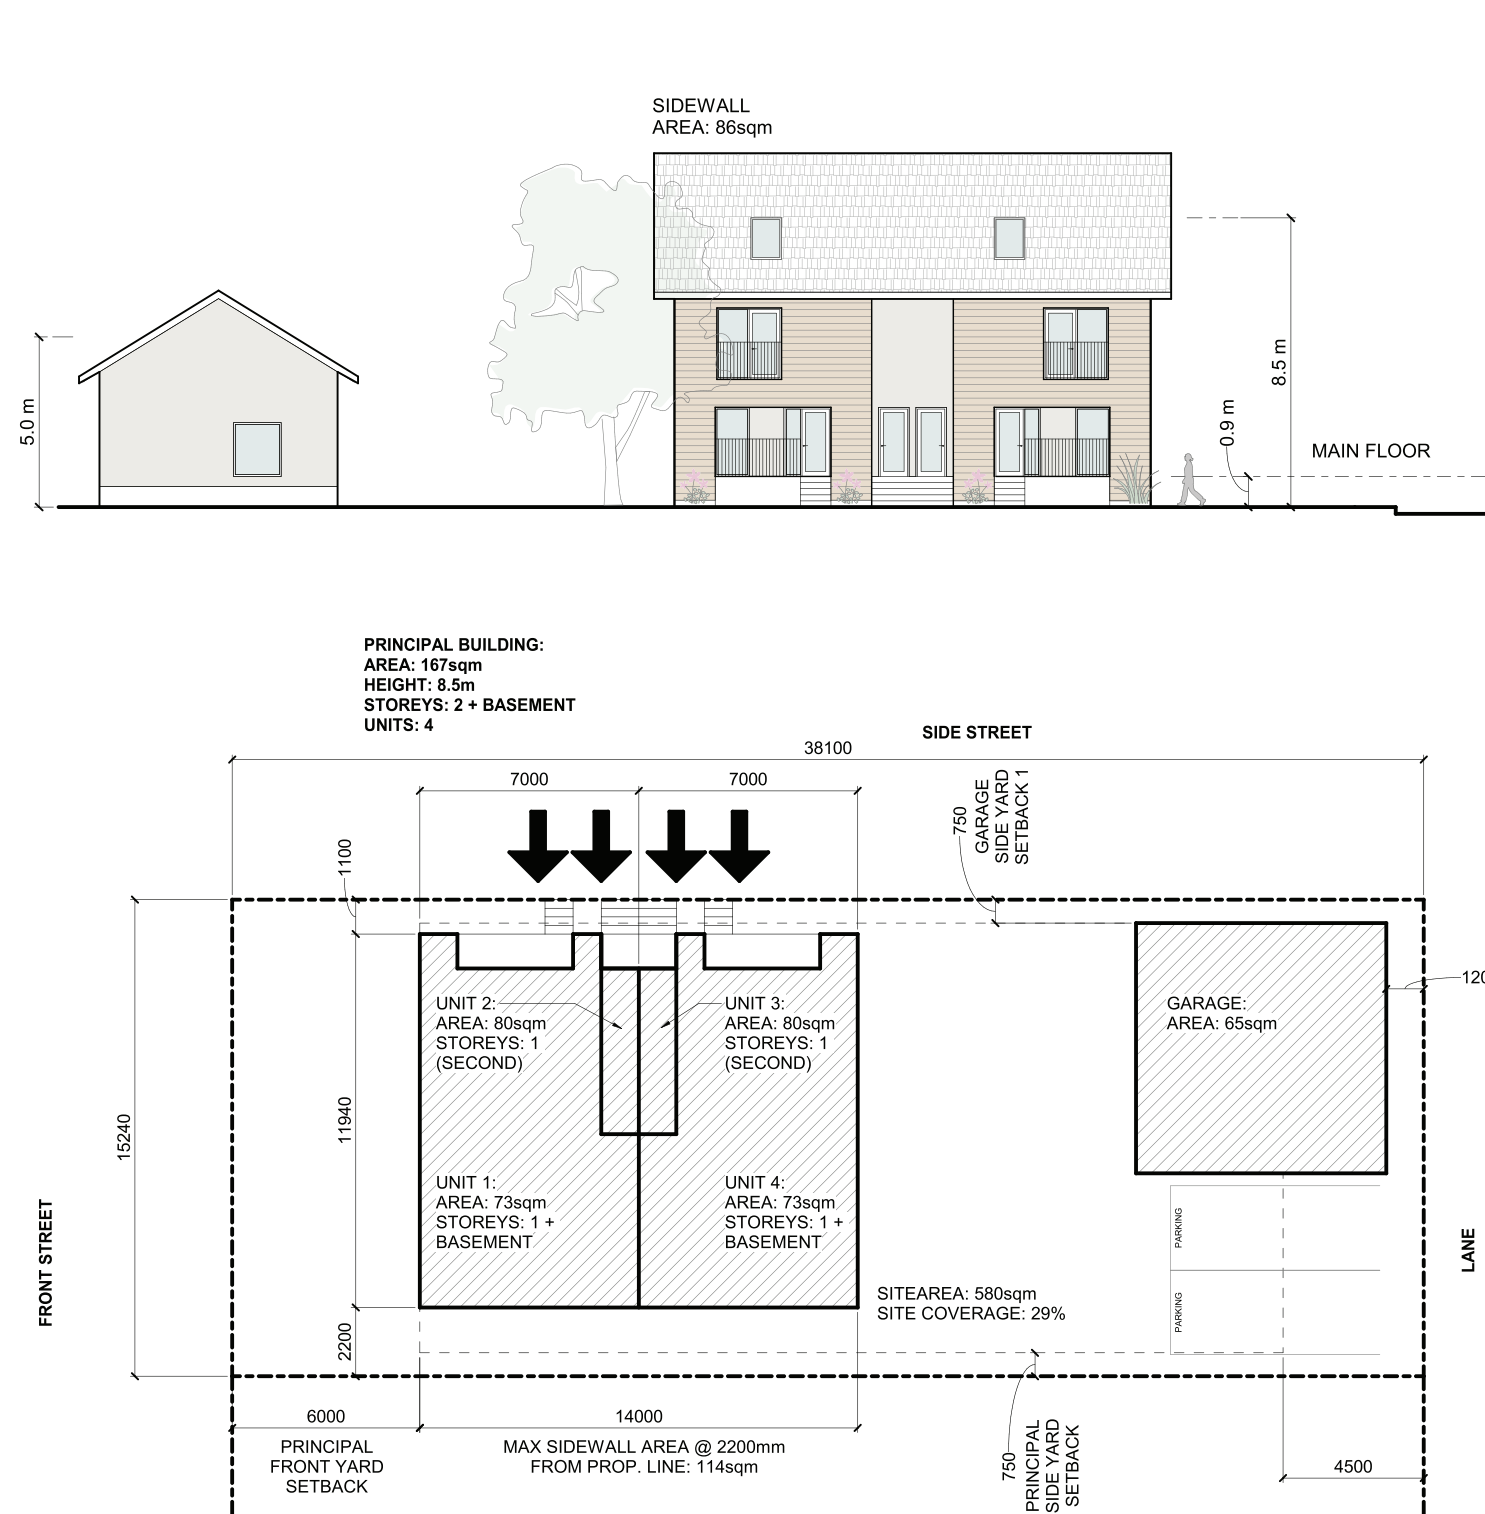 SIDEWALL
AREA: 86sqm
5.0 m
8.5 m
0.9 m
MAIN FLOOR
PRINCIPAL BUILDING:
AREA: 167sqm
HEIGHT: 8.5m
STOREYS: 2 + BASEMENT
UNITS: 4
SIDE STREET
38100
7000
7000
750
GARAGE
SIDE YARD
SETBACK 1
1100
UNIT 2:
AREA: 80sqm
STOREYS: 1
(SECOND)
UNIT 3:
AREA: 80sqm
STOREYS: 1
(SECOND)
GARAGE:
AREA: 65sqm
120
15240
11940
UNIT 1:
AREA: 73sqm
STOREYS: 1 +
BASEMENT
UNIT 4:
AREA: 73sqm
STOREYS: 1 +
BASEMENT
PARKING
PARKING
FRONT STREET
LANE
SITEAREA: 580sqm
SITE COVERAGE: 29%
2200
6000
PRINCIPAL
FRONT YARD
SETBACK
14000
MAX SIDEWALL AREA @ 2200mm
FROM PROP. LINE: 114sqm
750
PRINCIPAL
SIDE YARD
SETBACK
4500